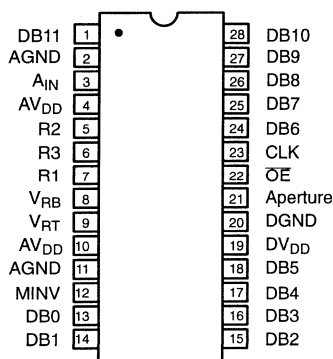 DB11 1 28 DB10
AGND 2 27 DB9
AIN 3 26 DB8
AVDD 4 25 DB7
R2 5 24 DB6
R3 6 23 CLK
R1 7 22 O̅E̅
VRB 8 21 Aperture
VRT 9 20 DGND
AVDD 10 19 DVDD
AGND 11 18 DB5
MINV 12 17 DB4
DB0 13 16 DB3
DB1 14 15 DB2